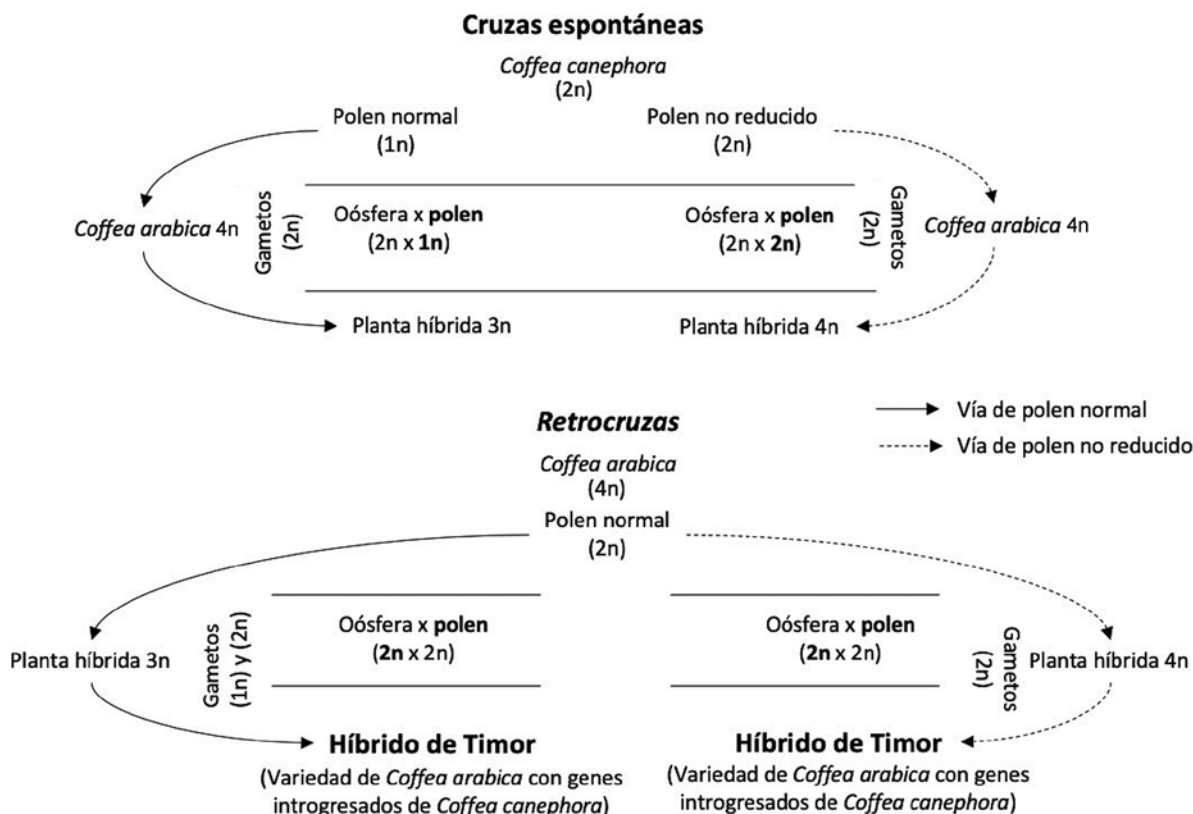 Cruzas espontáneas
Coffea canephora
(2n)
Polen normal
(1n)
Polen no reducido
(2n)
Coffea arabica 4n
Gametos
(2n)
Oósfera x polen
(2n x 1n)
Oósfera x polen
(2n x 2n)
Gametos
(2n)
Coffea arabica 4n
Planta híbrida 3n
Planta híbrida 4n
Vía de polen normal
Vía de polen no reducido
Retrocruzas
Coffea arabica
(4n)
Polen normal
(2n)
Planta híbrida 3n
Gametos
(1n) y (2n)
Oósfera x polen
(2n x 2n)
Oósfera x polen
(2n x 2n)
Gametos
(2n)
Planta híbrida 4n
Híbrido de Timor
(Variedad de Coffea arabica con genes
introgresados de Coffea canephora)
Híbrido de Timor
(Variedad de Coffea arabica con genes
introgresados de Coffea canephora)